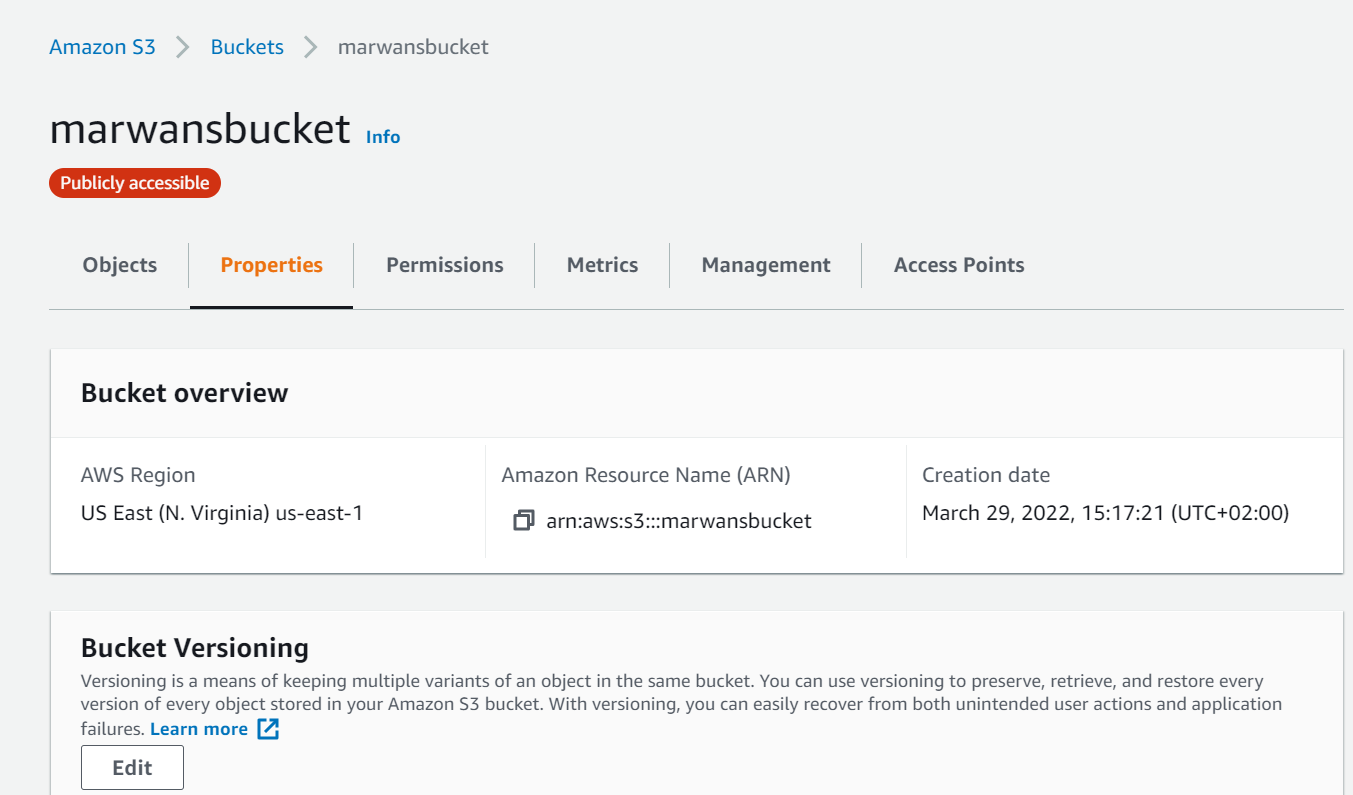 Amazon S3 Buckets marwansbucket
marwansbucket Info
Publicly accessible
Objects Properties Permissions Metrics Management Access Points
Bucket overview
AWS Region Amazon Resource Name (ARN) Creation date
US East (N. Virginia) us-east-1 arn:aws:s3:::marwansbucket March 29, 2022, 15:17:21 (UTC+02:00)
Bucket Versioning
Versioning is a means of keeping multiple variants of an object in the same bucket. You can use versioning to preserve, retrieve, and restore every
version of every object stored in your Amazon S3 bucket. With versioning, you can easily recover from both unintended user actions and application
failures. Learn more
Edit